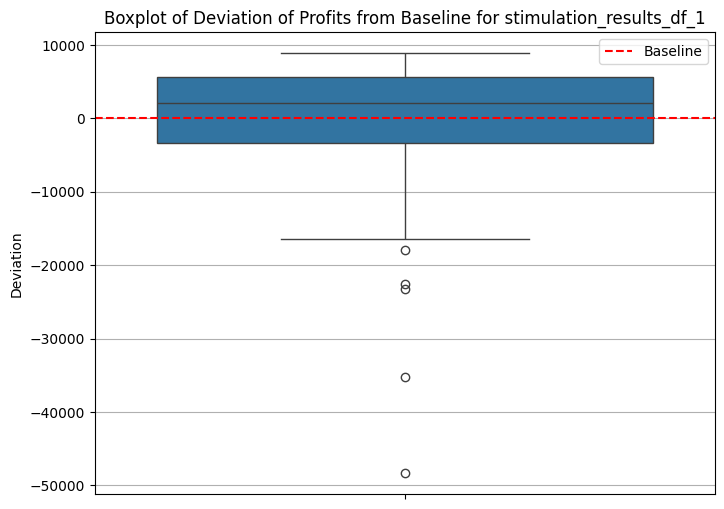 Boxplot of Deviation of Profits from Baseline for stimulation_results_df_1
Baseline
10000
0
−10000
−20000
−30000
−40000
−50000
Deviation